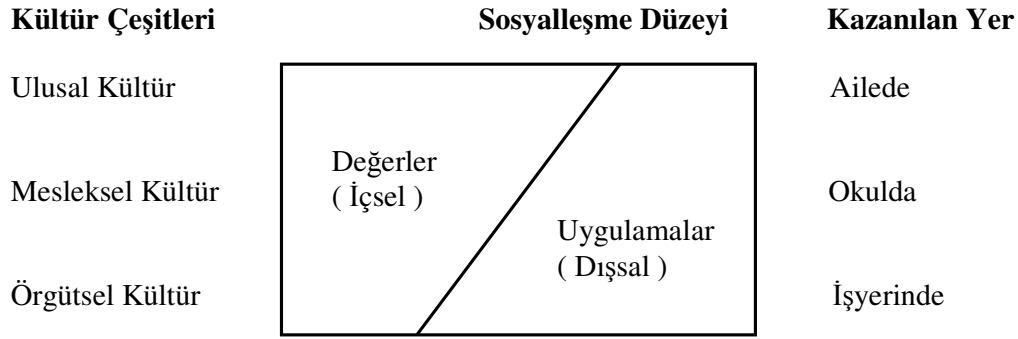 Kültür Çeşitleri Sosyalleşme Düzeyi Kazanılan Yer
Ulusal Kültür Ailede
Değerler
( İçsel )
Mesleksel Kültür Okulda
Uygulamalar
( Dışsal )
Örgütsel Kültür İşyerinde